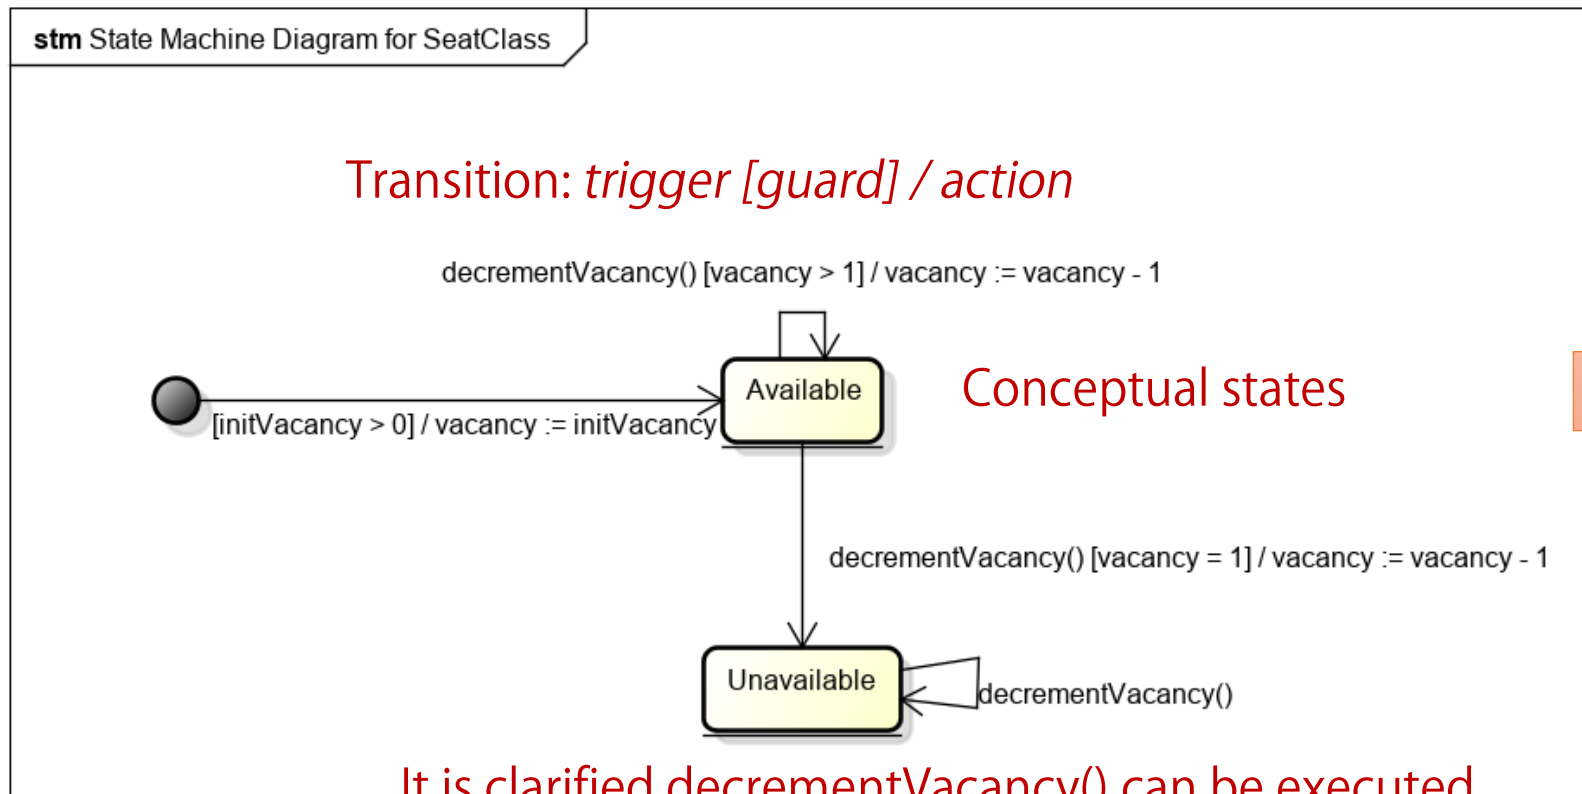 stm State Machine Diagram for SeatClass
Transition: trigger [guard] / action
decrementVacancy() [vacancy > 1] / vacancy := vacancy - 1
Available
Conceptual states
[initVacancy > 0] / vacancy := initVacancy
decrementVacancy() [vacancy = 1] / vacancy := vacancy - 1
Unavailable
decrementVacancy()
It is clarified decrementVacancy() can be executed